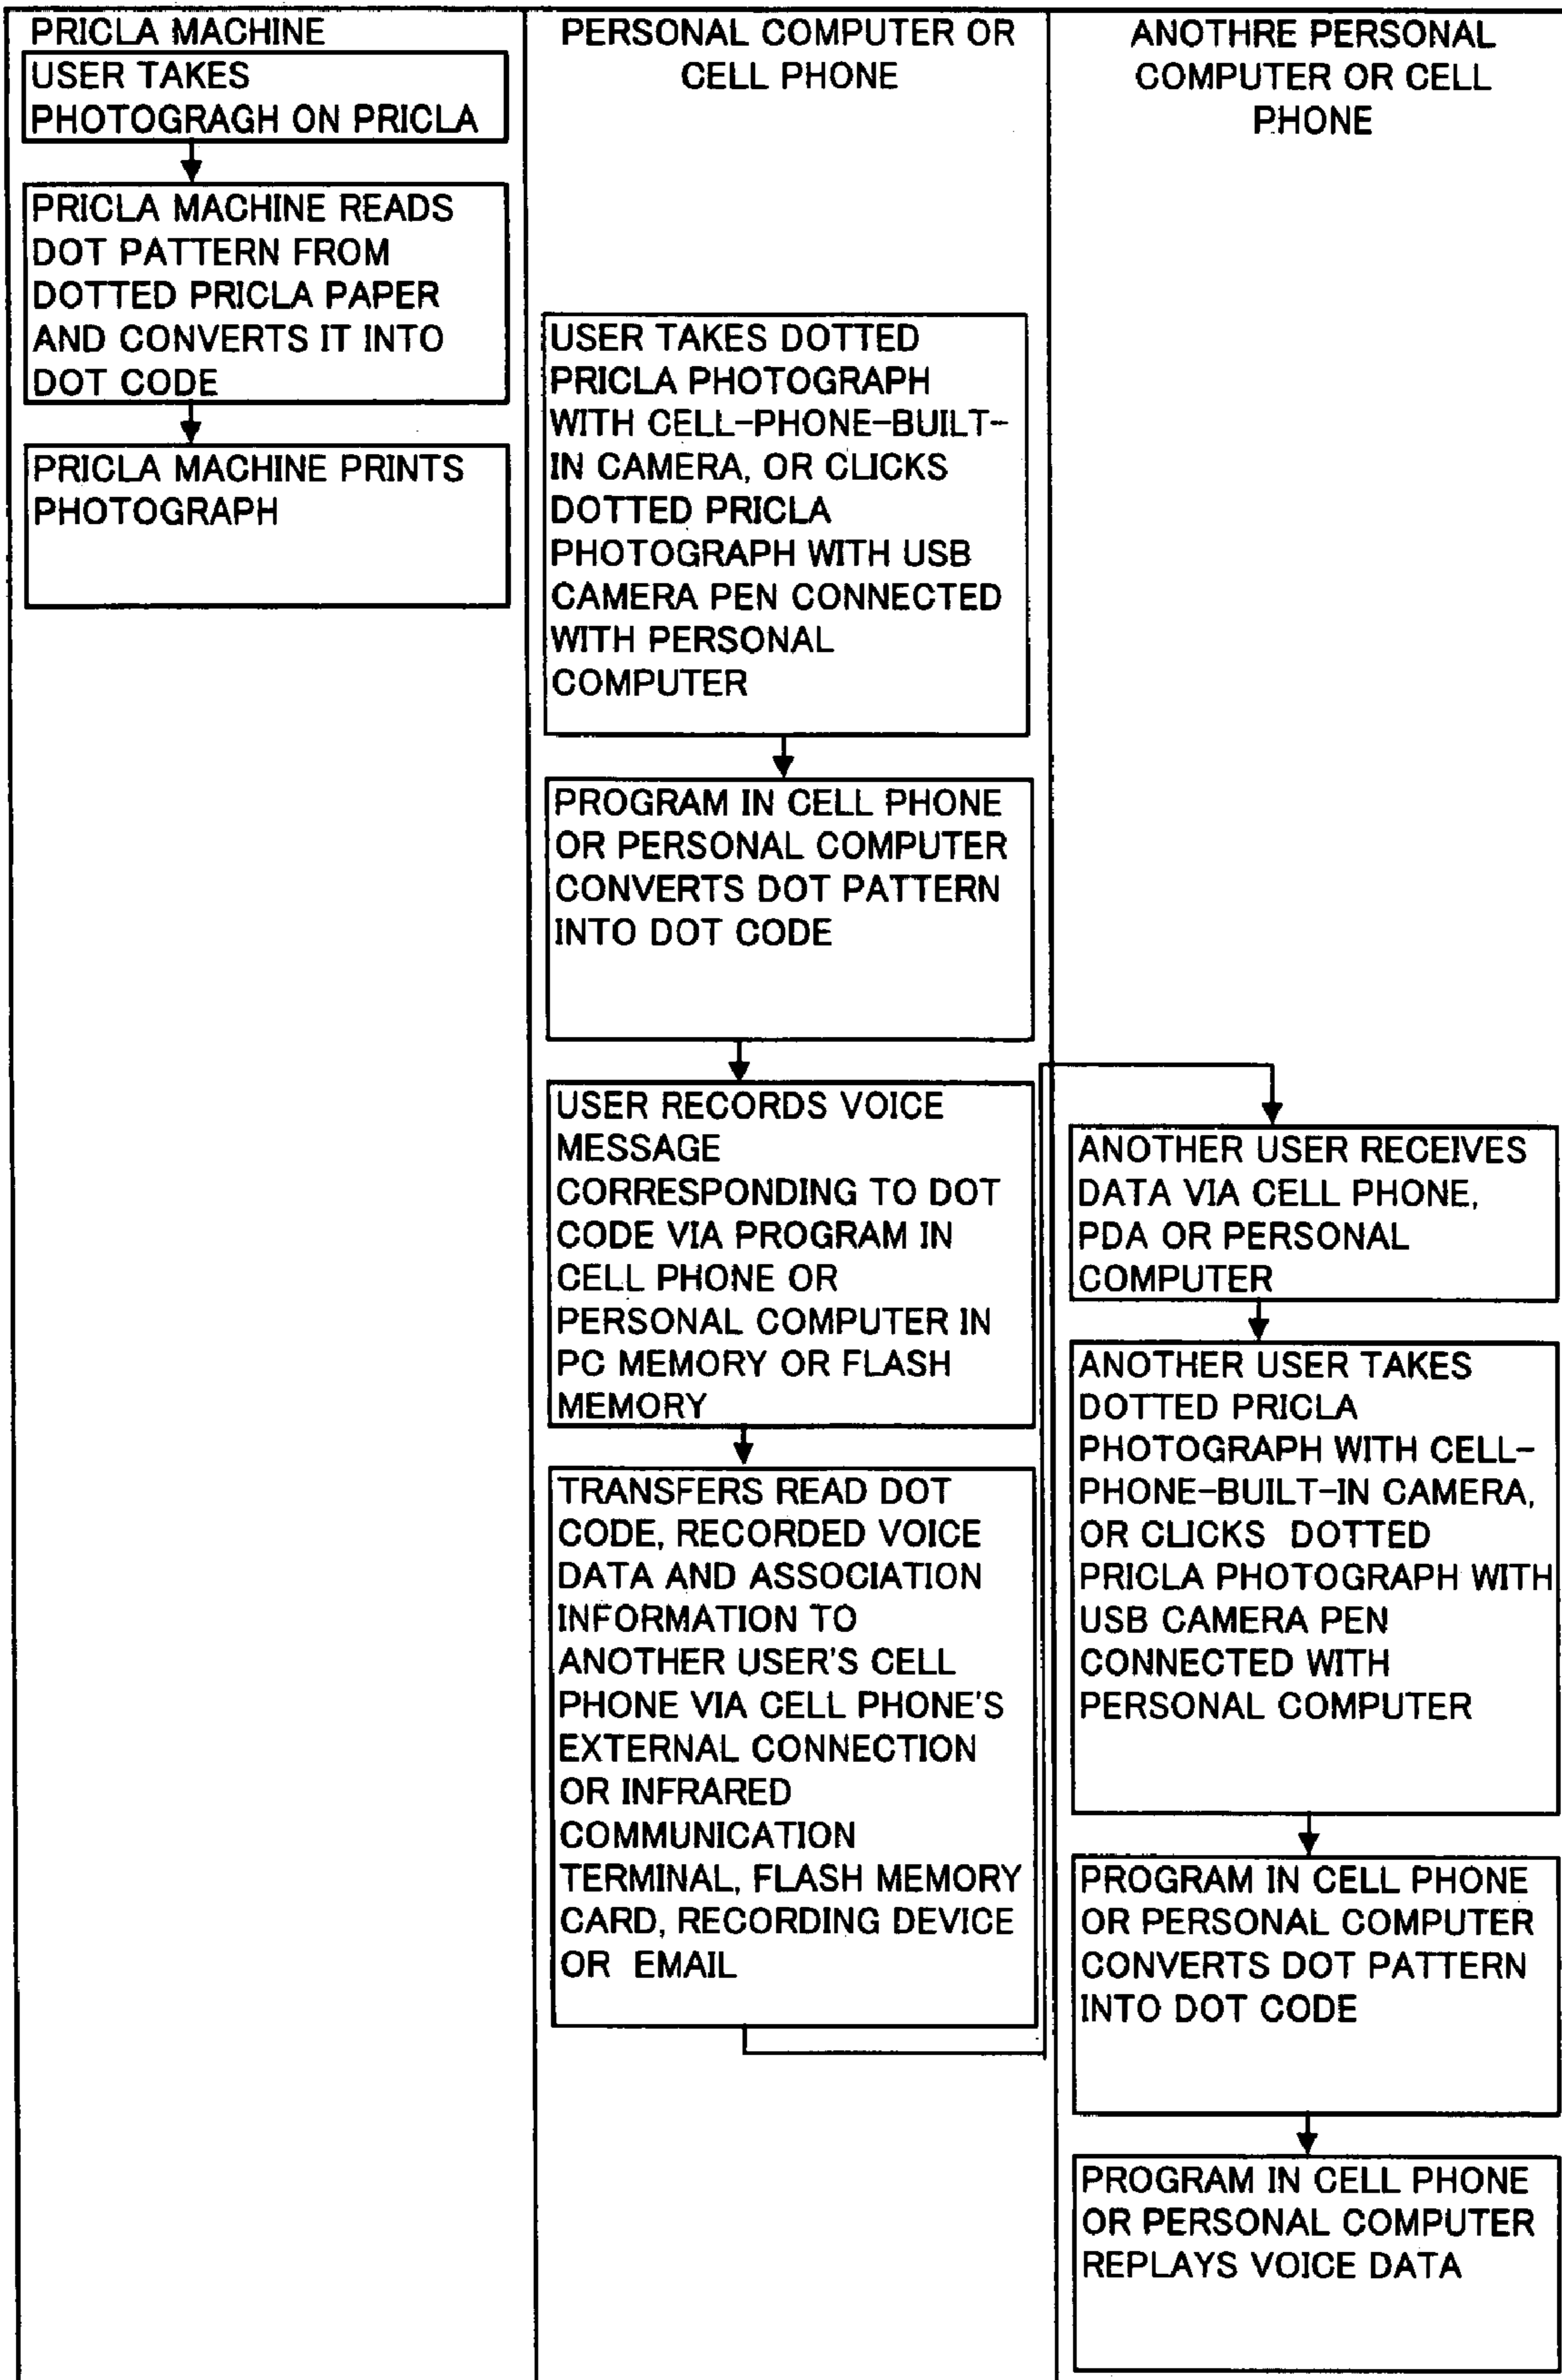 PRICLA MACHINE
USER TAKES
PHOTOGRAGH ON PRICLA
PRICLA MACHINE READS
DOT PATTERN FROM
DOTTED PRICLA PAPER
AND CONVERTS IT INTO
DOT CODE
PRICLA MACHINE PRINTS
PHOTOGRAPH
PERSONAL COMPUTER OR
CELL PHONE
USER TAKES DOTTED
PRICLA PHOTOGRAPH
WITH CELL-PHONE-BUILT-
IN CAMERA, OR CLICKS
DOTTED PRICLA
PHOTOGRAPH WITH USB
CAMERA PEN CONNECTED
WITH PERSONAL
COMPUTER
PROGRAM IN CELL PHONE
OR PERSONAL COMPUTER
CONVERTS DOT PATTERN
INTO DOT CODE
USER RECORDS VOICE
MESSAGE
CORRESPONDING TO DOT
CODE VIA PROGRAM IN
CELL PHONE OR
PERSONAL COMPUTER IN
PC MEMORY OR FLASH
MEMORY
TRANSFERS READ DOT
CODE, RECORDED VOICE
DATA AND ASSOCIATION
INFORMATION TO
ANOTHER USER'S CELL
PHONE VIA CELL PHONE'S
EXTERNAL CONNECTION
OR INFRARED
COMMUNICATION
TERMINAL, FLASH MEMORY
CARD, RECORDING DEVICE
OR EMAIL
ANOTHRE PERSONAL
COMPUTER OR CELL
PHONE
ANOTHER USER RECEIVES
DATA VIA CELL PHONE,
PDA OR PERSONAL
COMPUTER
ANOTHER USER TAKES
DOTTED PRICLA
PHOTOGRAPH WITH CELL-
PHONE-BUILT-IN CAMERA,
OR CLICKS DOTTED
PRICLA PHOTOGRAPH WITH
USB CAMERA PEN
CONNECTED WITH
PERSONAL COMPUTER
PROGRAM IN CELL PHONE
OR PERSONAL COMPUTER
CONVERTS DOT PATTERN
INTO DOT CODE
PROGRAM IN CELL PHONE
OR PERSONAL COMPUTER
REPLAYS VOICE DATA